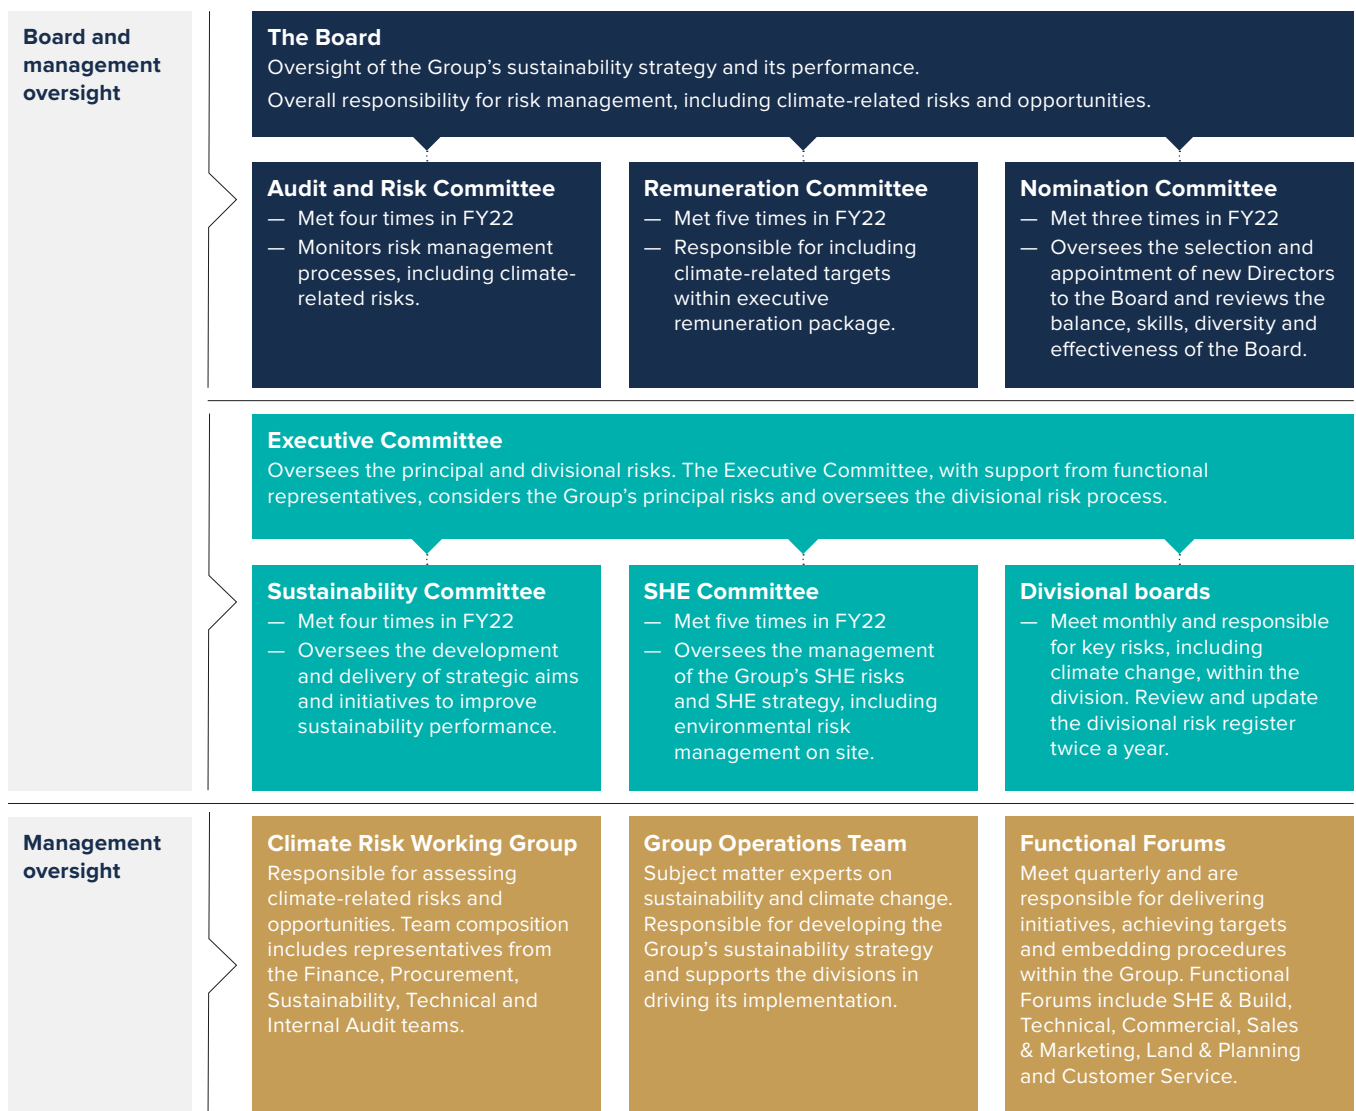 Board and
management
oversight
The Board
Oversight of the Group's sustainability strategy and its performance.
Overall responsibility for risk management, including climate-related risks and opportunities.
Audit and Risk Committee
— Met four times in FY22
— Monitors risk management
processes, including climate-
related risks.
Remuneration Committee
— Met five times in FY22
— Responsible for including
climate-related targets
within executive
remuneration package.
Nomination Committee
— Met three times in FY22
— Oversees the selection and
appointment of new Directors
to the Board and reviews the
balance, skills, diversity and
effectiveness of the Board.
Executive Committee
Oversees the principal and divisional risks. The Executive Committee, with support from functional
representatives, considers the Group's principal risks and oversees the divisional risk process.
Sustainability Committee
— Met four times in FY22
— Oversees the development
and delivery of strategic aims
and initiatives to improve
sustainability performance.
SHE Committee
— Met five times in FY22
— Oversees the management
of the Group's SHE risks
and SHE strategy, including
environmental risk
management on site.
Divisional boards
— Meet monthly and responsible
for key risks, including
climate change, within the
division. Review and update
the divisional risk register
twice a year.
Management
oversight
Climate Risk Working Group
Responsible for assessing
climate-related risks and
opportunities. Team composition
includes representatives from
the Finance, Procurement,
Sustainability, Technical and
Internal Audit teams.
Group Operations Team
Subject matter experts on
sustainability and climate change.
Responsible for developing the
Group's sustainability strategy
and supports the divisions in
driving its implementation.
Functional Forums
Meet quarterly and are
responsible for delivering
initiatives, achieving targets
and embedding procedures
within the Group. Functional
Forums include SHE & Build,
Technical, Commercial, Sales
& Marketing, Land & Planning
and Customer Service.